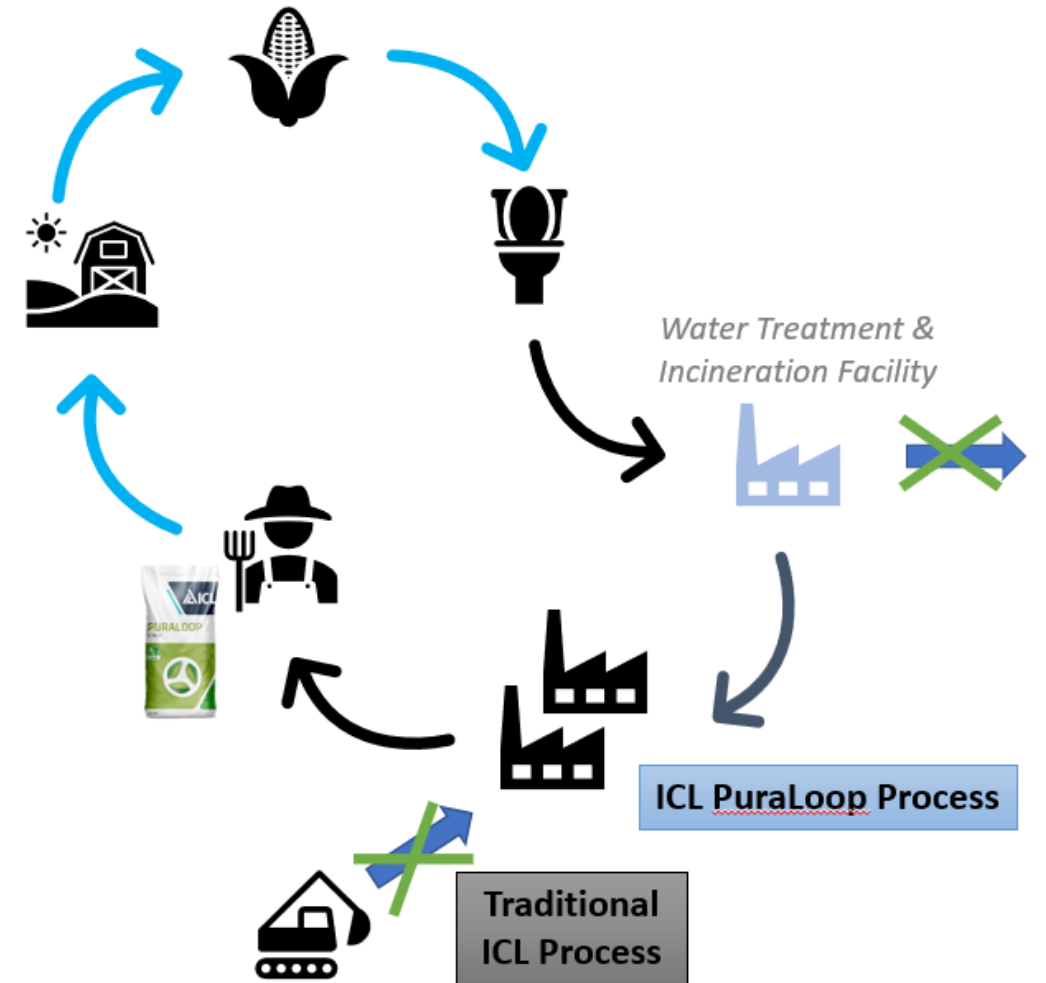 Water Treatment &
Incineration Facility
ICL
PURALOOP
ICL PuraLoop Process
Traditional
ICL Process